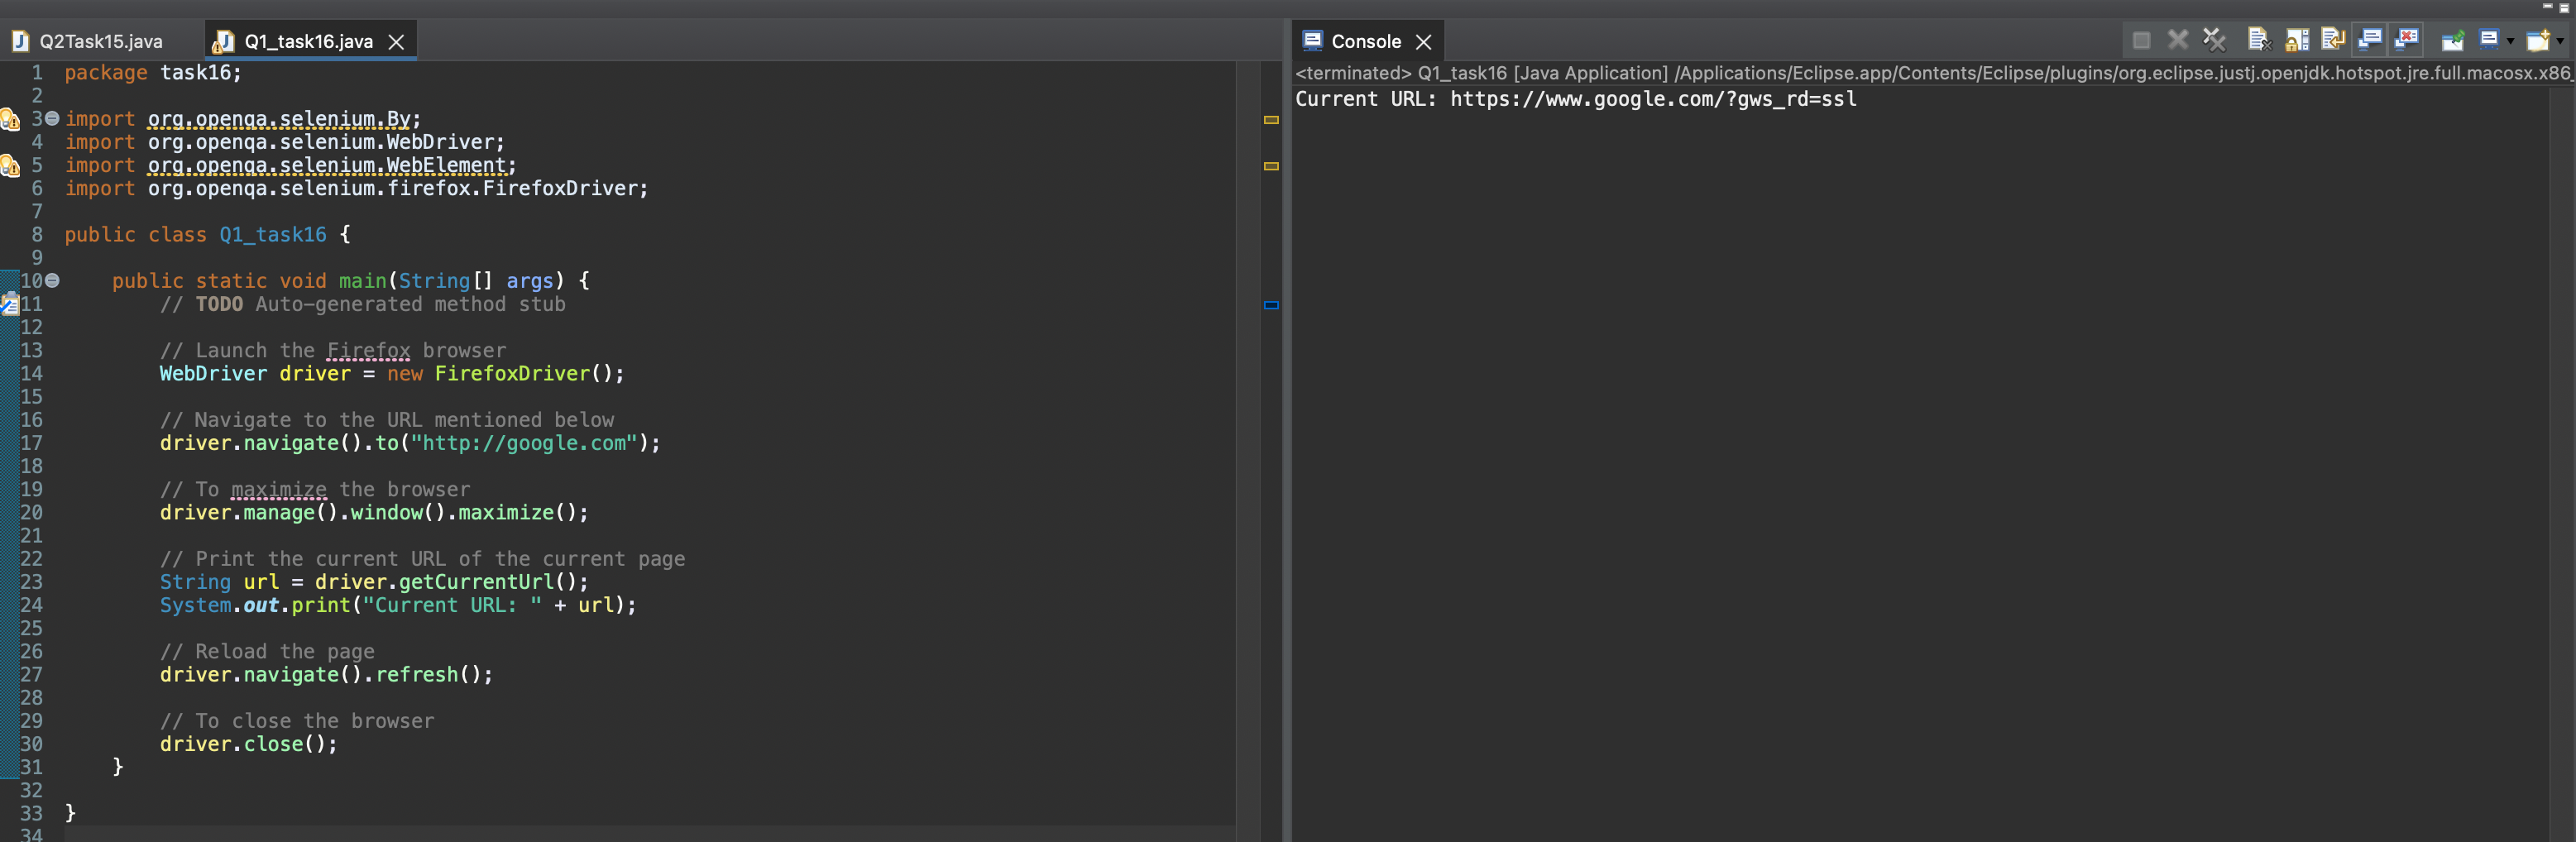 Q2Task15.java
Q1_task16.java
1 package task16;
2
3 import org.openqa.selenium.By;
4 import org.openqa.selenium.WebDriver;
5 import org.openqa.selenium.WebElement;
6 import org.openqa.selenium.firefox.FirefoxDriver;
7
8 public class Q1_task16 {
9
10 public static void main(String[] args) {
11 // TODO Auto-generated method stub
12
13 // Launch the Firefox browser
14 WebDriver driver = new FirefoxDriver();
15
16 // Navigate to the URL mentioned below
17 driver.navigate().to("http://google.com");
18
19 // To maximize the browser
20 driver.manage().window().maximize();
21
22 // Print the current URL of the current page
23 String url = driver.getCurrentUrl();
24 System.out.print("Current URL: " + url);
25
26 // Reload the page
27 driver.navigate().refresh();
28
29 // To close the browser
30 driver.close();
31 }
32
33 }
34
Console
<terminated> Q1_task16 [Java Application] /Applications/Eclipse.app/Contents/Eclipse/plugins/org.eclipse.justj.openjdk.hotspot.jre.full.macosx.x86_
Current URL: https://www.google.com/?gws_rd=ssl